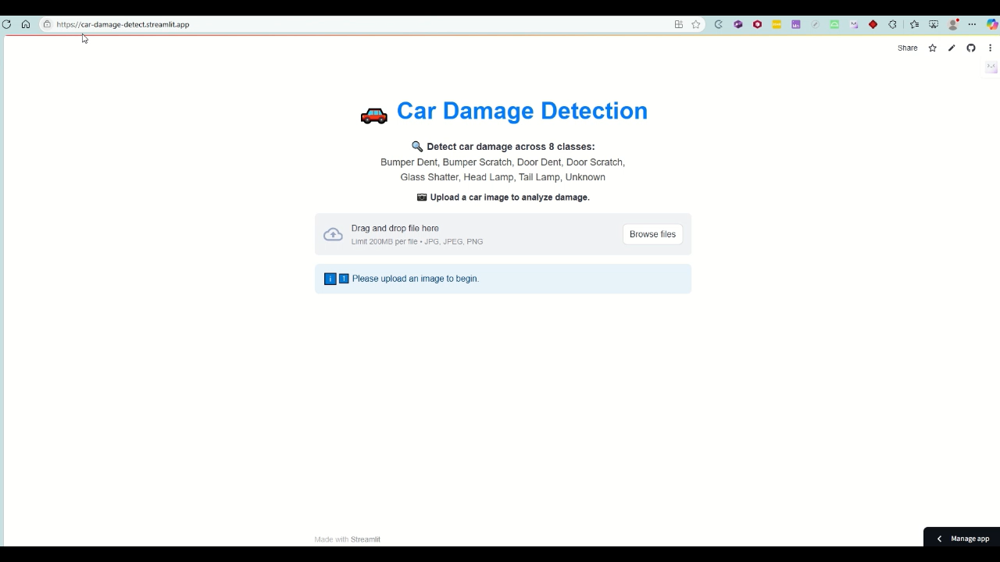 https://car-damage-detect.streamlit.app
Share
Car Damage Detection
Detect car damage across 8 classes:
Bumper Dent, Bumper Scratch, Door Dent, Door Scratch,
Glass Shatter, Head Lamp, Tail Lamp, Unknown
Upload a car image to analyze damage.
Drag and drop file here
Limit 200MB per file • JPG, JPEG, PNG
Browse files
Please upload an image to begin.
Made with Streamlit
Manage app